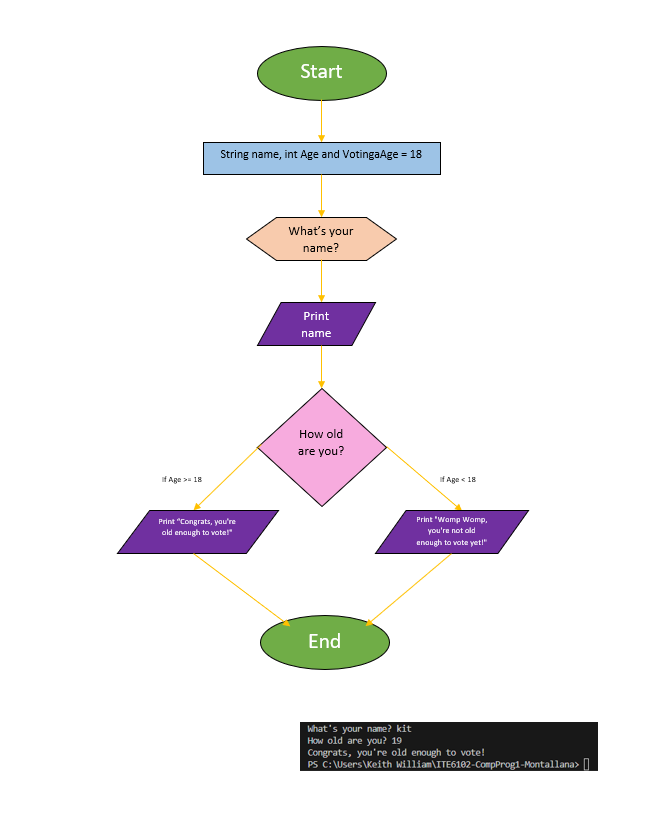 Start
String name, int Age and VotingaAge = 18
What's your
name?
Print
name
How old
are you?
If Age >= 18
If Age < 18
Print "Congrats, you're
old enough to vote!"
Print "Womp Womp,
you're not old
enough to vote yet!"
End
What's your name? kit
How old are you? 19
Congrats, you're old enough to vote!
PS C:\Users\Keith William\ITE6102-CompProg1-Montallana>